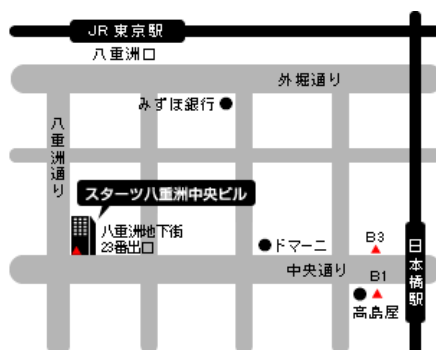 JR 東京駅
八重洲口
外堀通り
みずほ銀行
八重洲通り
スターツ八重洲中央ビル
八重洲地下街
23番出口
ドマーニ
B3
中央通り
B1
高島屋
日本橋駅